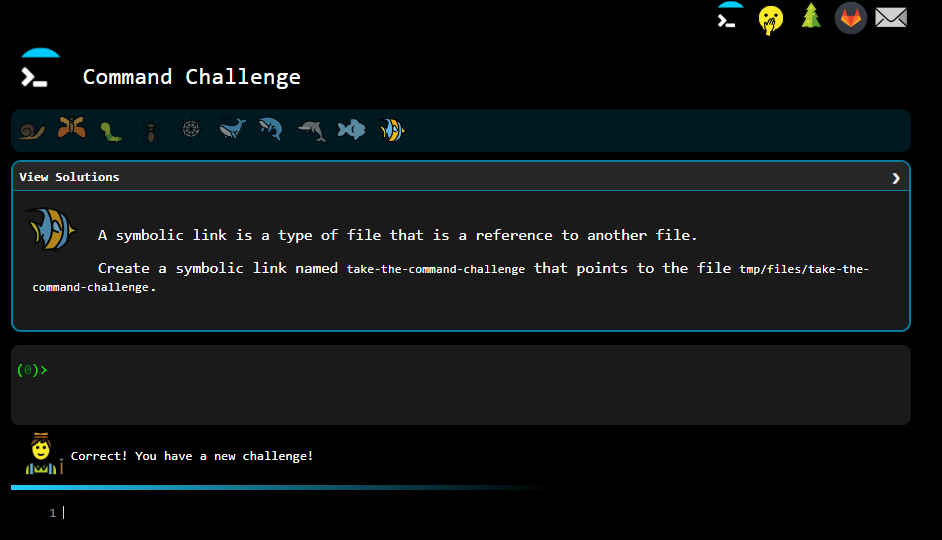 Command Challenge
View Solutions
A symbolic link is a type of file that is a reference to another file.
Create a symbolic link named take-the-command-challenge that points to the file tmp/files/take-the-
command-challenge.
(0)>
Correct! You have a new challenge!
1